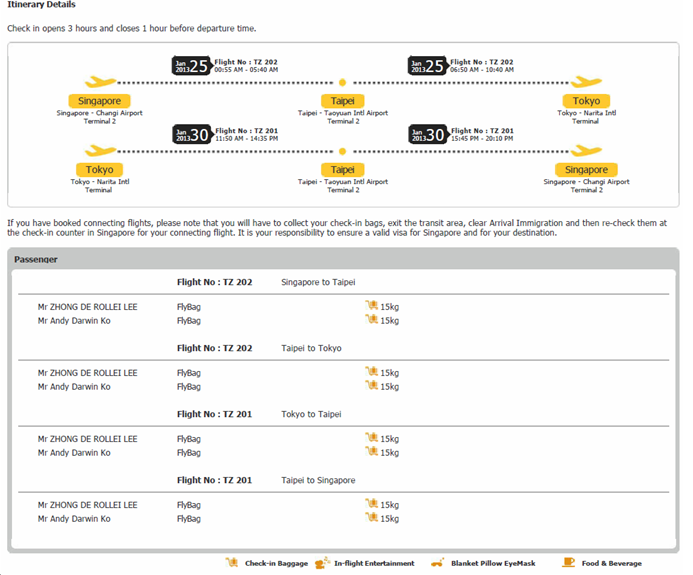 Itinerary Details
Check in opens 3 hours and closes 1 hour before departure time.
Jan 2013 25 Flight No : TZ 202 00:55 AM - 05:40 AM
Jan 2013 25 Flight No : TZ 202 06:50 AM - 10:40 AM
Singapore Taipei Tokyo
Singapore - Changi Airport Taipei - Taoyuan Intl Airport Tokyo - Narita Intl
Terminal 2 Terminal 2 Terminal
Jan 2013 30 Flight No : TZ 201 11:50 AM - 14:35 PM
Jan 2013 30 Flight No : TZ 201 15:45 PM - 20:10 PM
Tokyo Taipei Singapore
Tokyo - Narita Intl Taipei - Taoyuan Intl Airport Singapore - Changi Airport
Terminal Terminal 2 Terminal 2
If you have booked connecting flights, please note that you will have to collect your check-in bags, exit the transit area, clear Arrival Immigration and then re-check them at
the check-in counter in Singapore for your connecting flight. It is your responsibility to ensure a valid visa for Singapore and for your destination.
Passenger
Flight No : TZ 202 Singapore to Taipei
Mr ZHONG DE ROLLEI LEE FlyBag 15kg
Mr Andy Darwin Ko FlyBag 15kg
Flight No : TZ 202 Taipei to Tokyo
Mr ZHONG DE ROLLEI LEE FlyBag 15kg
Mr Andy Darwin Ko FlyBag 15kg
Flight No : TZ 201 Tokyo to Taipei
Mr ZHONG DE ROLLEI LEE FlyBag 15kg
Mr Andy Darwin Ko FlyBag 15kg
Flight No : TZ 201 Taipei to Singapore
Mr ZHONG DE ROLLEI LEE FlyBag 15kg
Mr Andy Darwin Ko FlyBag 15kg
Check-in Baggage In-flight Entertainment Blanket Pillow EyeMask Food & Beverage